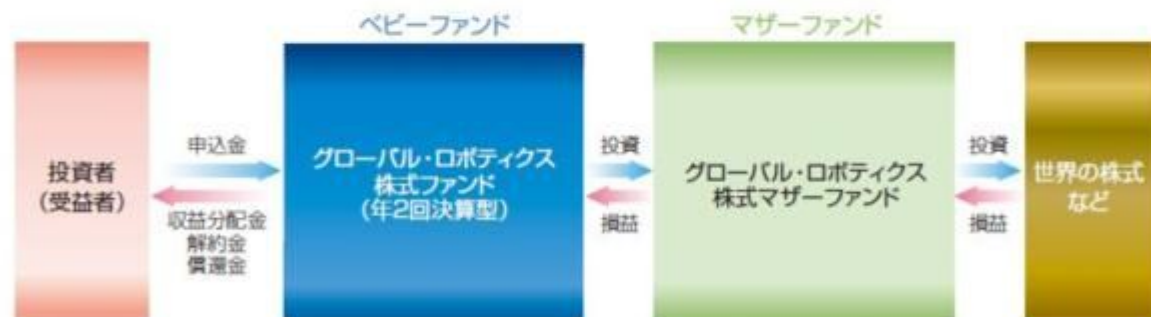 ベビーファンド
マザーファンド
投資者
（受益者）
申込金
収益分配金
解約金
償還金
グローバル・ロボティクス
株式ファンド
（年2回決算型）
投資
損益
グローバル・ロボティクス
株式マザーファンド
投資
損益
世界の株式
など